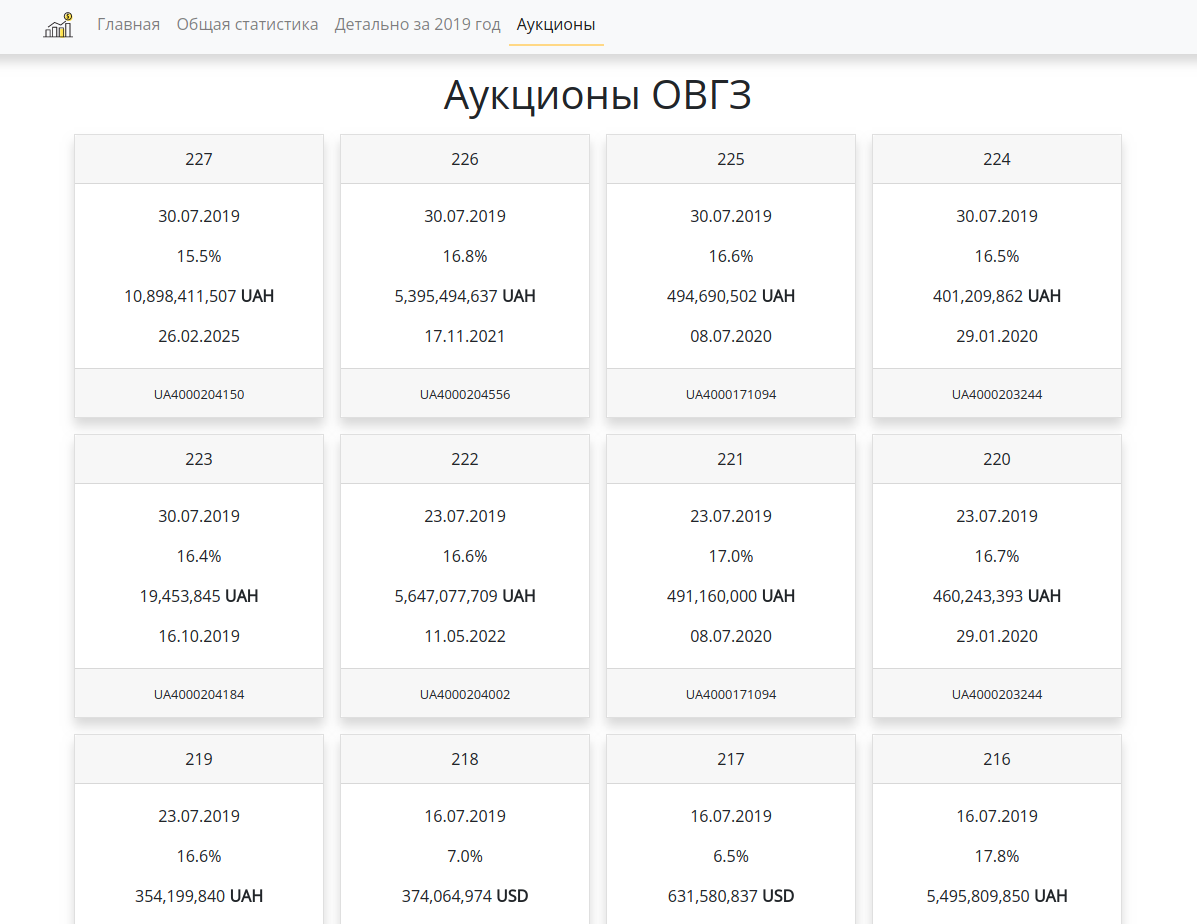 Главная Общая статистика Детально за 2019 год Аукционы
Аукционы ОВГЗ
227 226 225 224
30.07.2019 30.07.2019 30.07.2019 30.07.2019
15.5% 16.8% 16.6% 16.5%
10,898,411,507 UAH 5,395,494,637 UAH 494,690,502 UAH 401,209,862 UAH
26.02.2025 17.11.2021 08.07.2020 29.01.2020
UA4000204150 UA4000204556 UA4000171094 UA4000203244
223 222 221 220
30.07.2019 23.07.2019 23.07.2019 23.07.2019
16.4% 16.6% 17.0% 16.7%
19,453,845 UAH 5,647,077,709 UAH 491,160,000 UAH 460,243,393 UAH
16.10.2019 11.05.2022 08.07.2020 29.01.2020
UA4000204184 UA4000204002 UA4000171094 UA4000203244
219 218 217 216
23.07.2019 16.07.2019 16.07.2019 16.07.2019
16.6% 7.0% 6.5% 17.8%
354,199,840 UAH 374,064,974 USD 631,580,837 USD 5,495,809,850 UAH